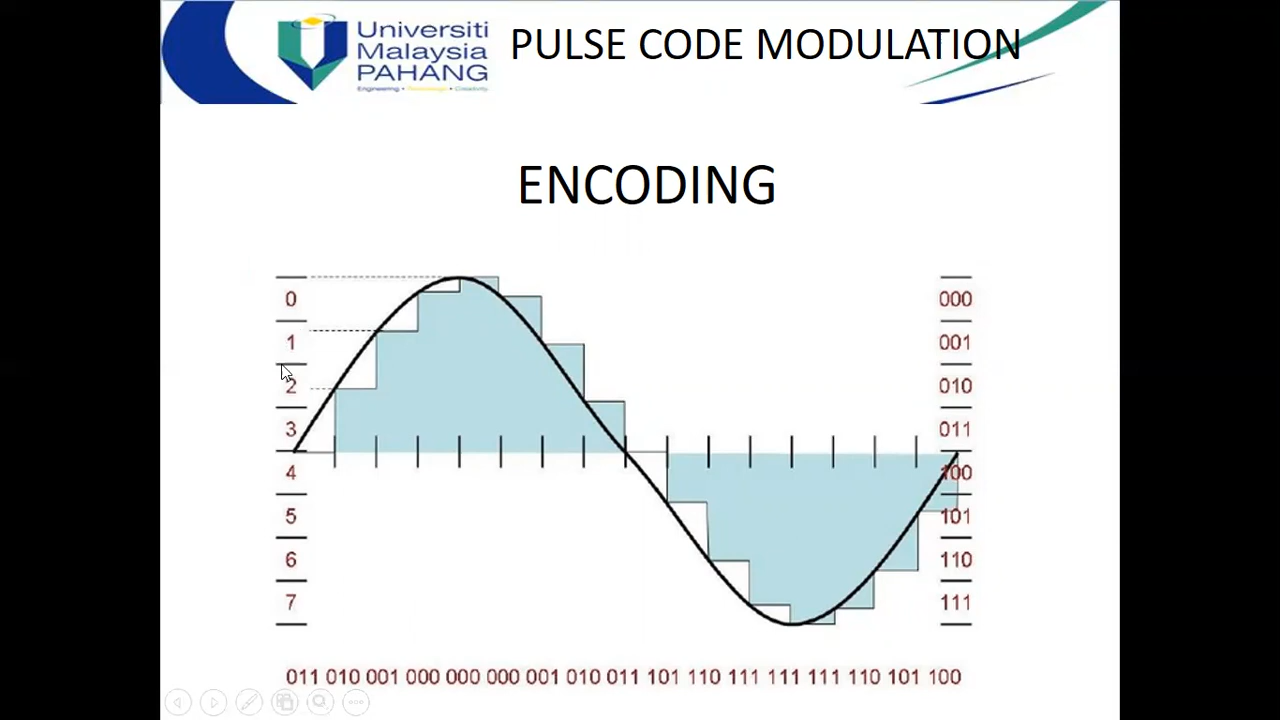 Universiti
Malaysia
PAHANG
Engineering • Technology • Creativity
PULSE CODE MODULATION
ENCODING
0 000
1 001
2 010
3 011
4 100
5 101
6 110
7 111
011 010 001 000 000 000 001 010 011 101 110 111 111 111 110 101 100